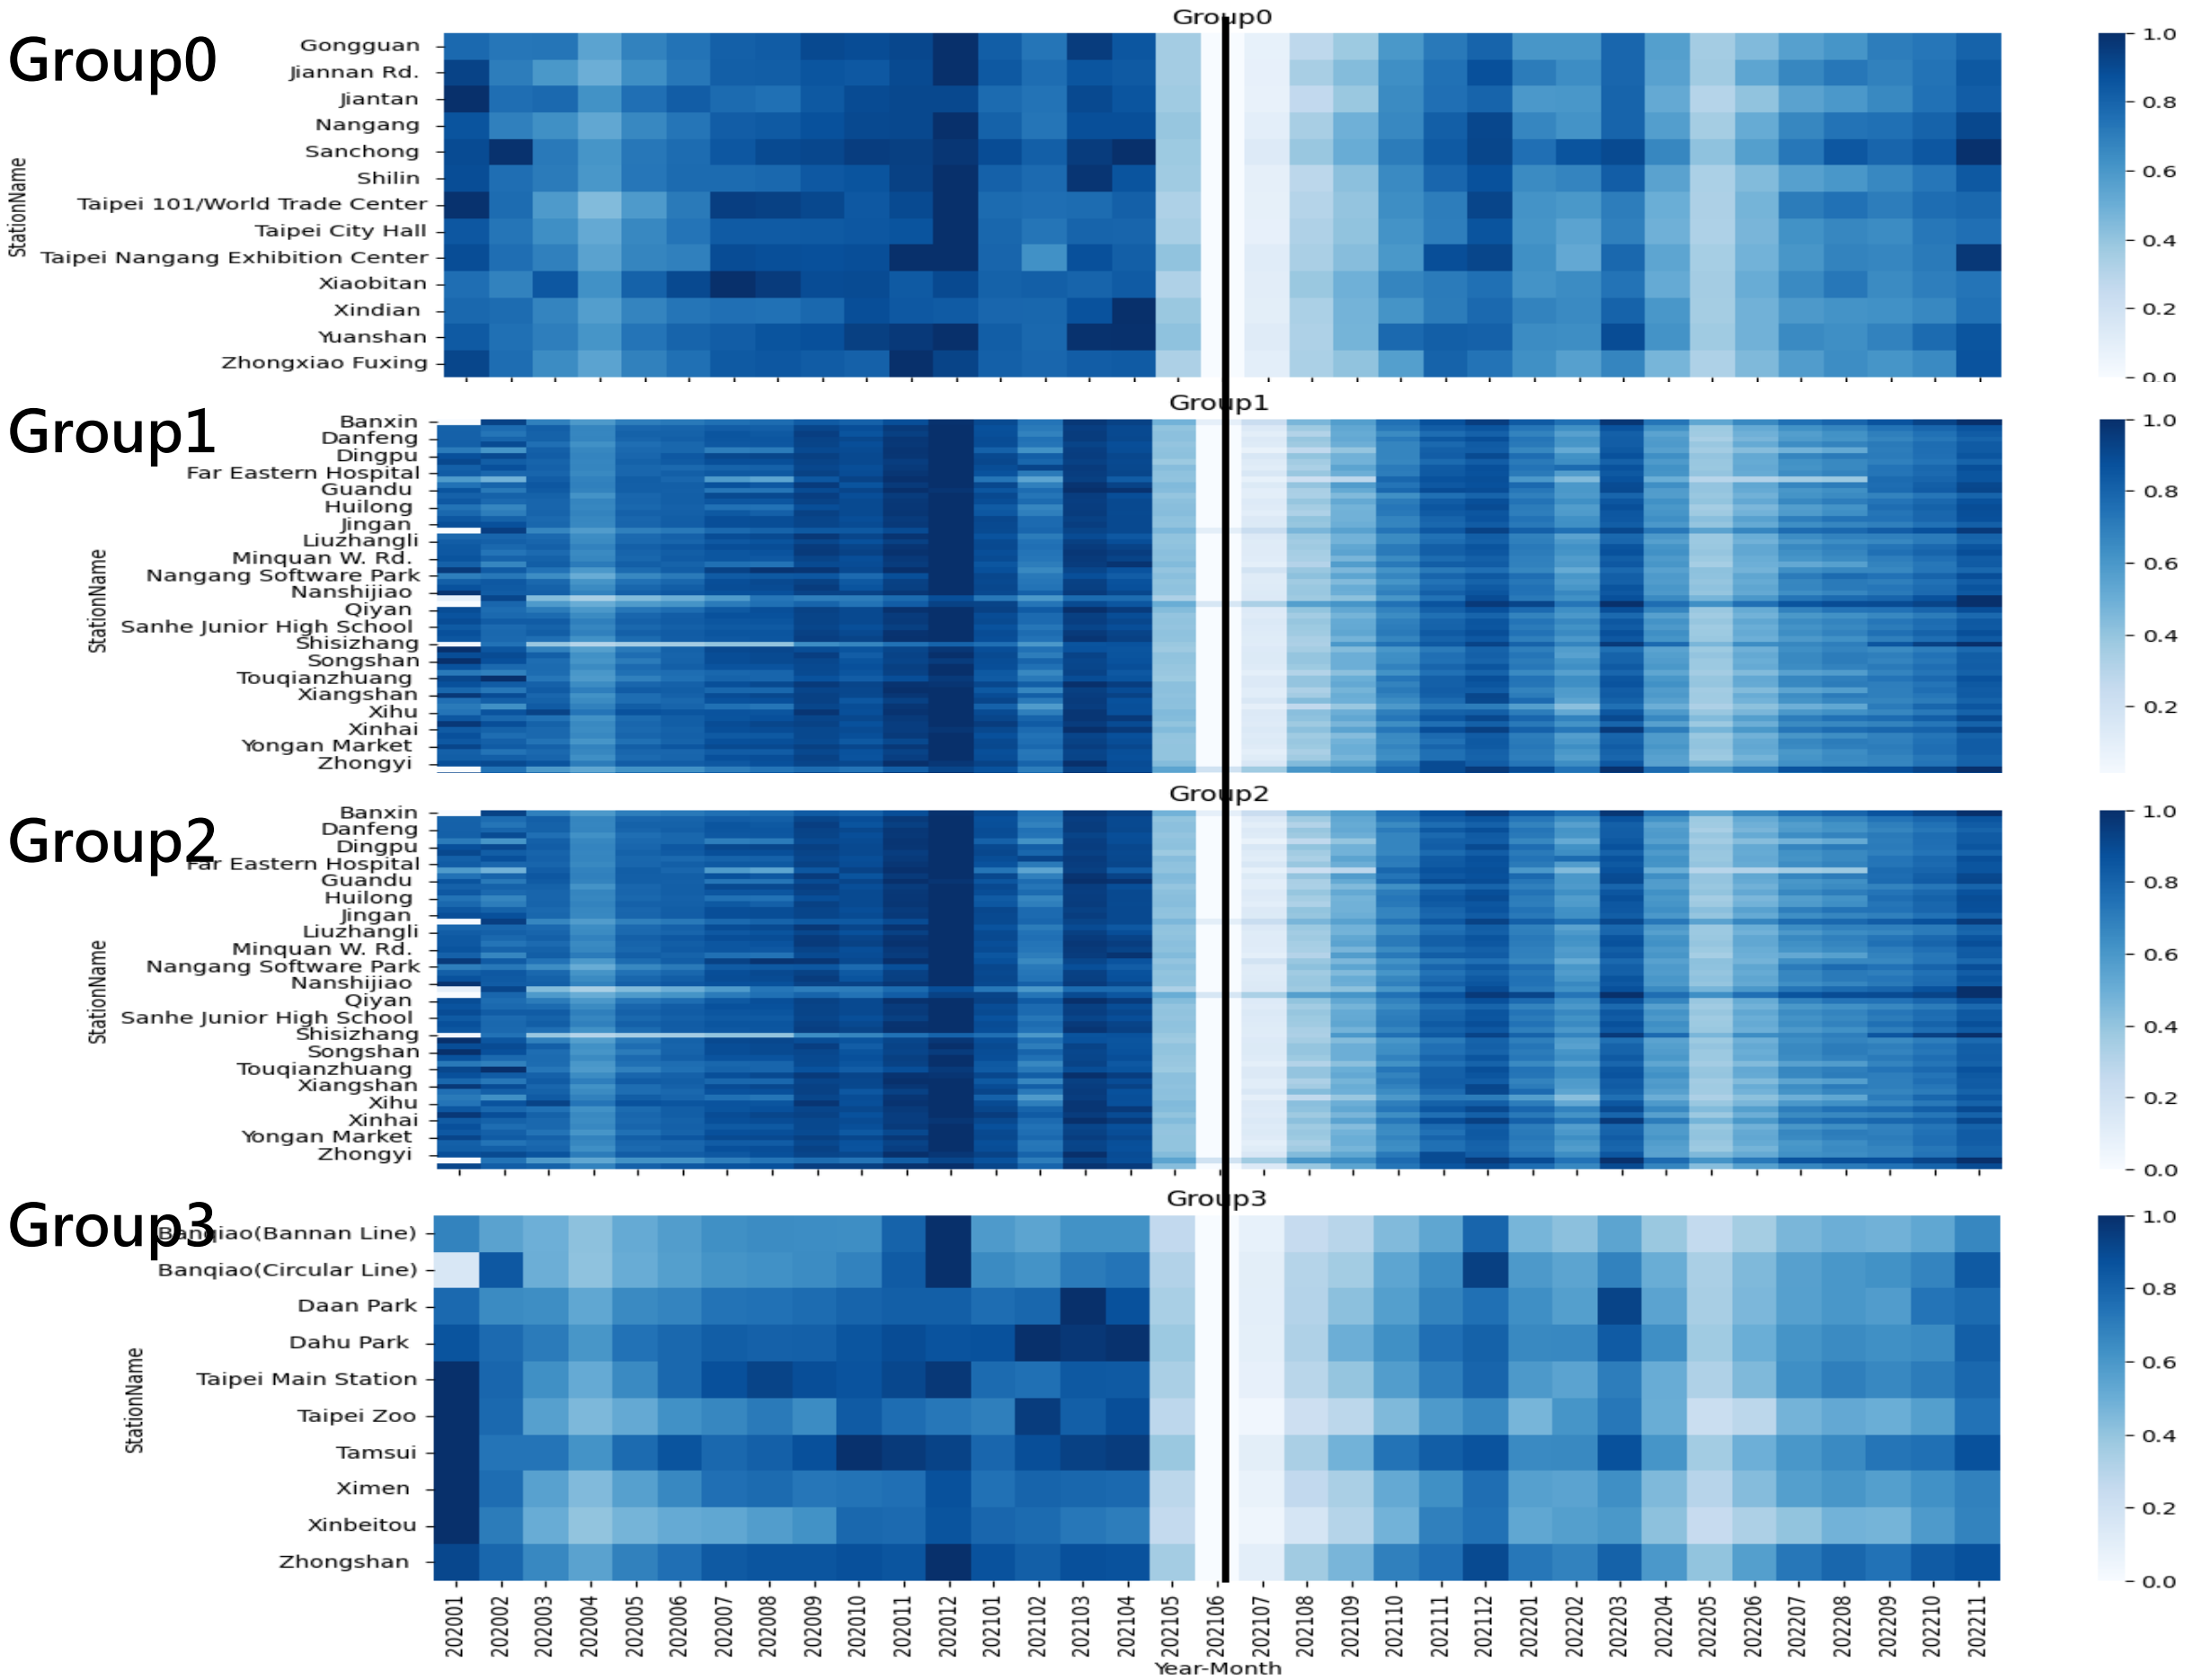 Group0
Group0
StationName
Gongguan
Jiannan Rd.
Jiantan
Nangang
Sanchong
Shilin
Taipei 101/World Trade Center
Taipei City Hall
Taipei Nangang Exhibition Center
Xiaobitan
Xindian
Yuanshan
Zhongxiao Fuxing
1.0
0.8
0.6
0.4
0.2
0.0
Group1
Group1
StationName
Banxin
Danfeng
Dingpu
Far Eastern Hospital
Guandu
Huilong
Jingan
Liuzhangli
Minquan W. Rd.
Nangang Software Park
Nanshijiao
Qiyan
Sanhe Junior High School
Shisizhang
Songshan
Touqianzhuang
Xiangshan
Xihu
Xinhai
Yongan Market
Zhongyi
1.0
0.8
0.6
0.4
0.2
Group2
Group2
StationName
Banxin
Danfeng
Dingpu
Far Eastern Hospital
Guandu
Huilong
Jingan
Liuzhangli
Minquan W. Rd.
Nangang Software Park
Nanshijiao
Qiyan
Sanhe Junior High School
Shisizhang
Songshan
Touqianzhuang
Xiangshan
Xihu
Xinhai
Yongan Market
Zhongyi
1.0
0.8
0.6
0.4
0.2
0.0
Group3
Group3
StationName
Banqiao(Bannan Line)
Banqiao(Circular Line)
Daan Park
Dahu Park
Taipei Main Station
Taipei Zoo
Tamsui
Ximen
Xinbeitou
Zhongshan
1.0
0.8
0.6
0.4
0.2
0.0
202001
202002
202003
202004
202005
202006
202007
202008
202009
202010
202011
202012
202101
202102
202103
202104
202105
202106
202107
202108
202109
202110
202111
202112
202201
202202
202203
202204
202205
202206
202207
202208
202209
202210
202211
Year-Month